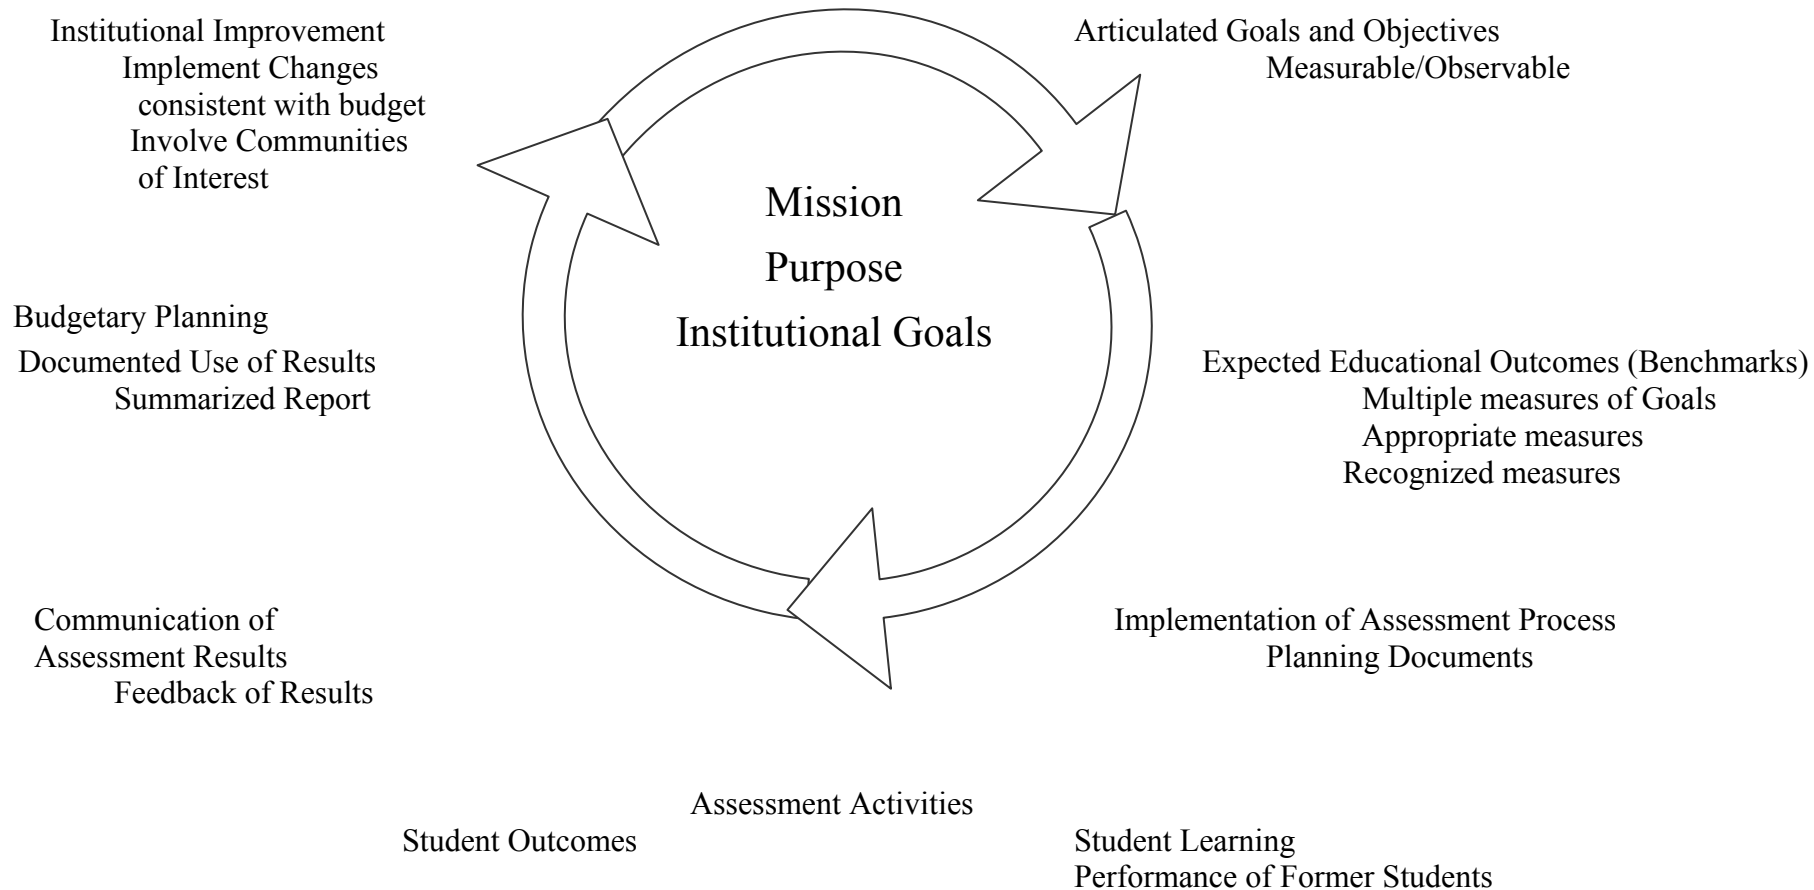 Institutional Improvement
Implement Changes
consistent with budget
Involve Communities
of Interest
Articulated Goals and Objectives
Measurable/Observable
Mission
Purpose
Institutional Goals
Budgetary Planning
Documented Use of Results
Summarized Report
Expected Educational Outcomes (Benchmarks)
Multiple measures of Goals
Appropriate measures
Recognized measures
Communication of
Assessment Results
Feedback of Results
Implementation of Assessment Process
Planning Documents
Assessment Activities
Student Outcomes
Student Learning
Performance of Former Students